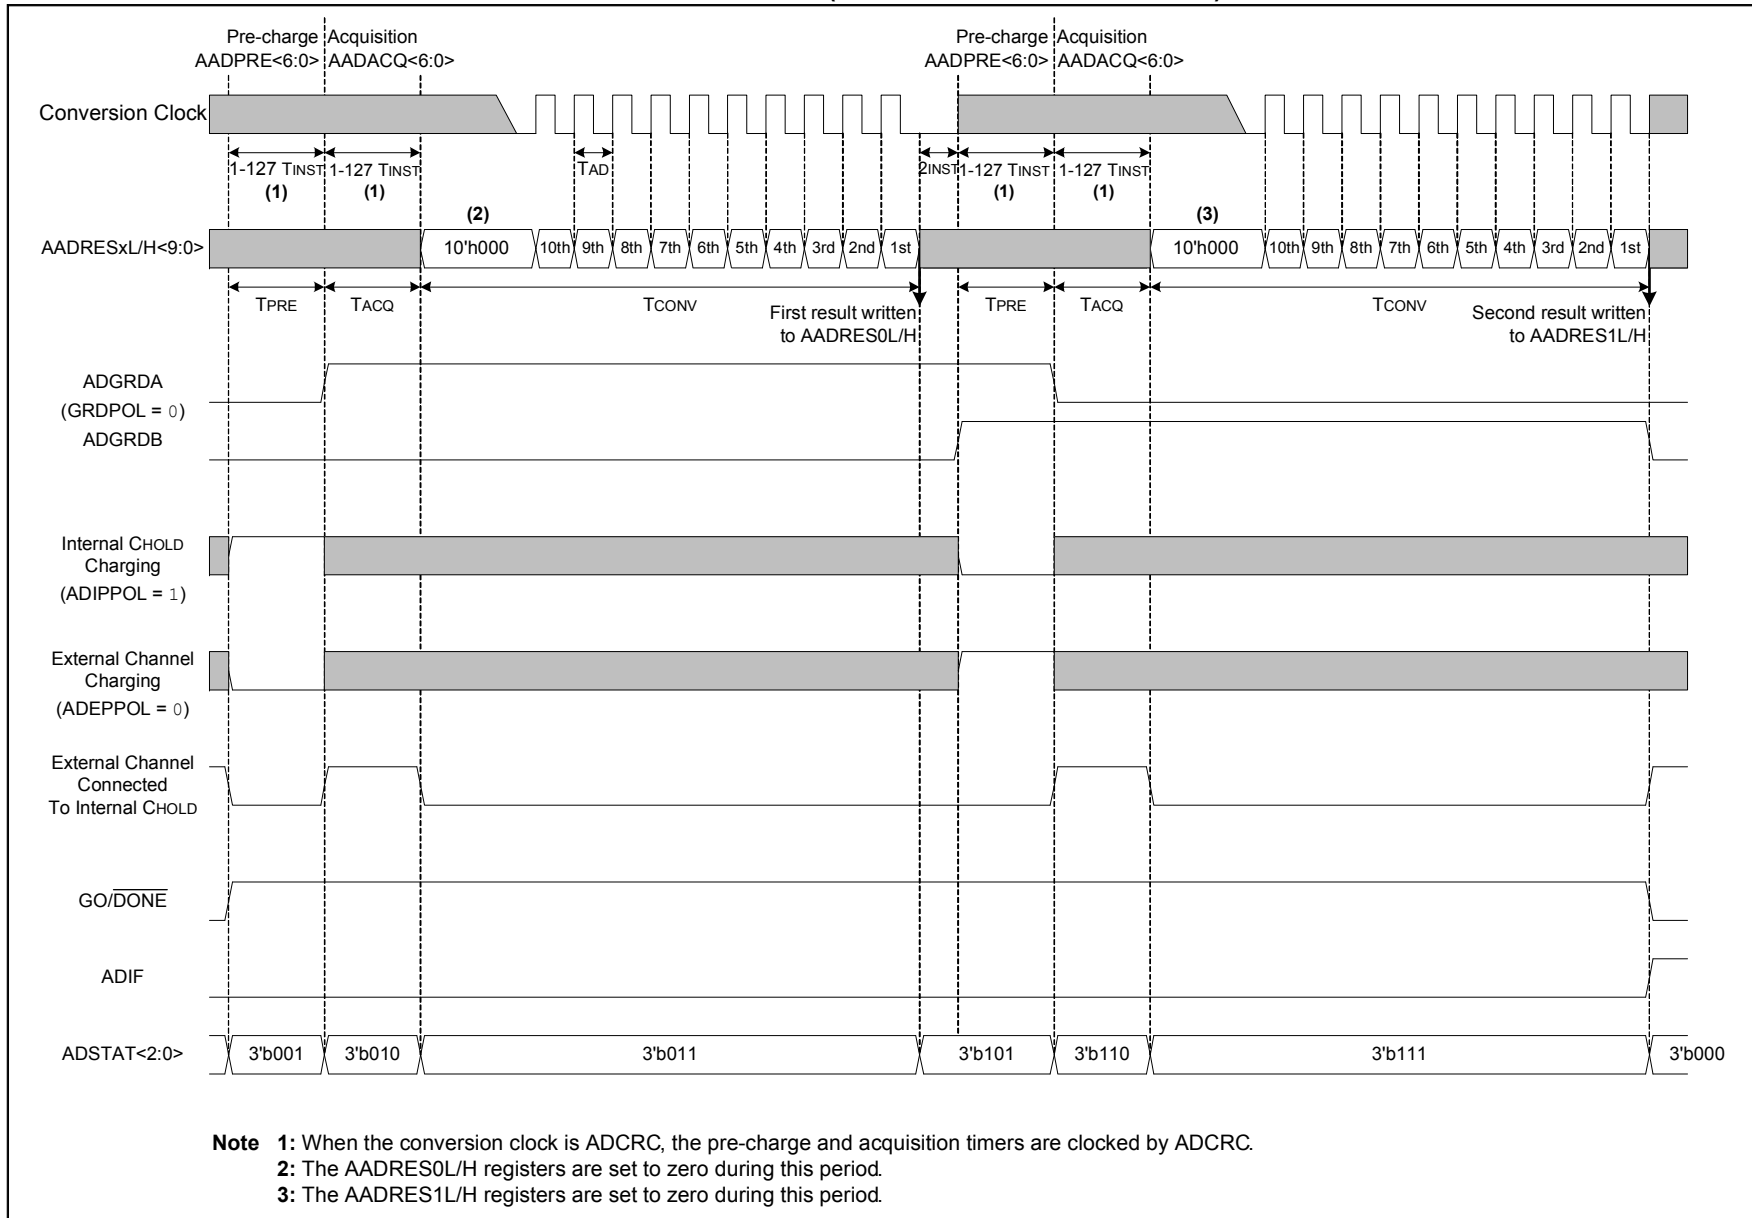 Pre-charge Acquisition Pre-charge Acquisition
AADPRE<6:0> AADACQ<6:0> AADPRE<6:0> AADACQ<6:0>
Conversion Clock
1-127 TINST 1-127 TINST TAD 2INST 1-127 TINST 1-127 TINST
(1) (1) (1) (1)
(2) (3)
AADRESxL/H<9:0> 10'h000 10th 9th 8th 7th 6th 5th 4th 3rd 2nd 1st 10'h000 10th 9th 8th 7th 6th 5th 4th 3rd 2nd 1st
TPRE TACQ TCONV TPRE TACQ TCONV
First result written Second result written
to AADRES0L/H to AADRES1L/H
ADGRDA
(GRDPOL = 0)
ADGRDB
Internal CHOLD
Charging
(ADIPPOL = 1)
External Channel
Charging
(ADEPPOL = 0)
External Channel
Connected
To Internal CHOLD
GO/DONE
ADIF
ADSTAT<2:0> 3'b001 3'b010 3'b011 3'b101 3'b110 3'b111 3'b000
Note 1: When the conversion clock is ADCRC, the pre-charge and acquisition timers are clocked by ADCRC.
2: The AADRES0L/H registers are set to zero during this period.
3: The AADRES1L/H registers are set to zero during this period.